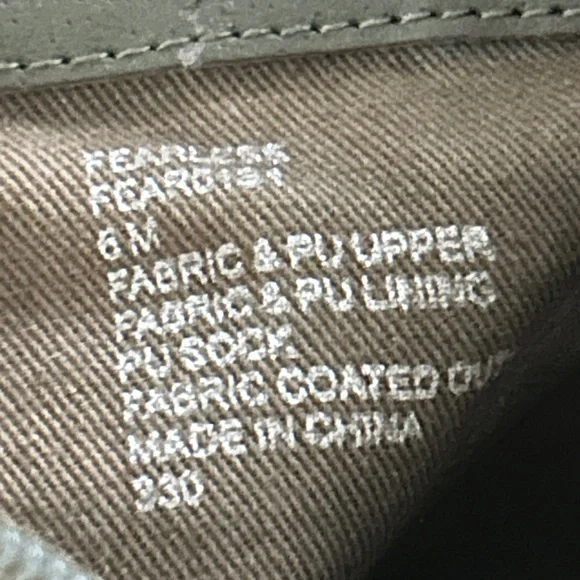 FEARLESS
6 M
FABRIC & PU UPPER
FABRIC & PU LINING
PU SOCK
FABRIC COATED
MADE IN CHINA
330